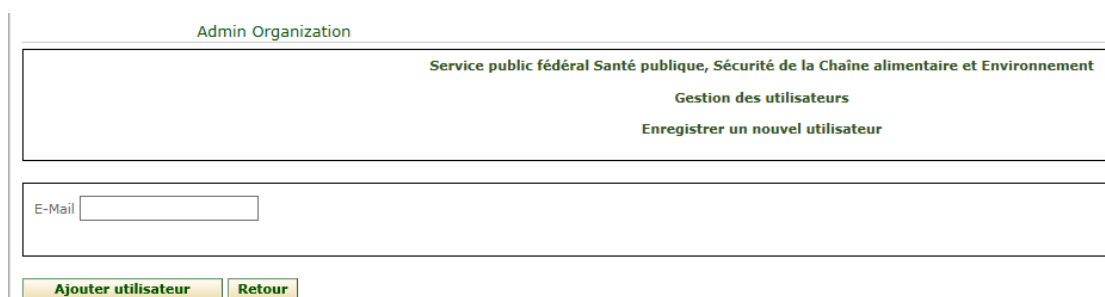 Admin Organization
Service public fédéral Santé publique, Sécurité de la Chaîne alimentaire et Environnement
Gestion des utilisateurs
Enregistrer un nouvel utilisateur
E-Mail
Ajouter utilisateur Retour